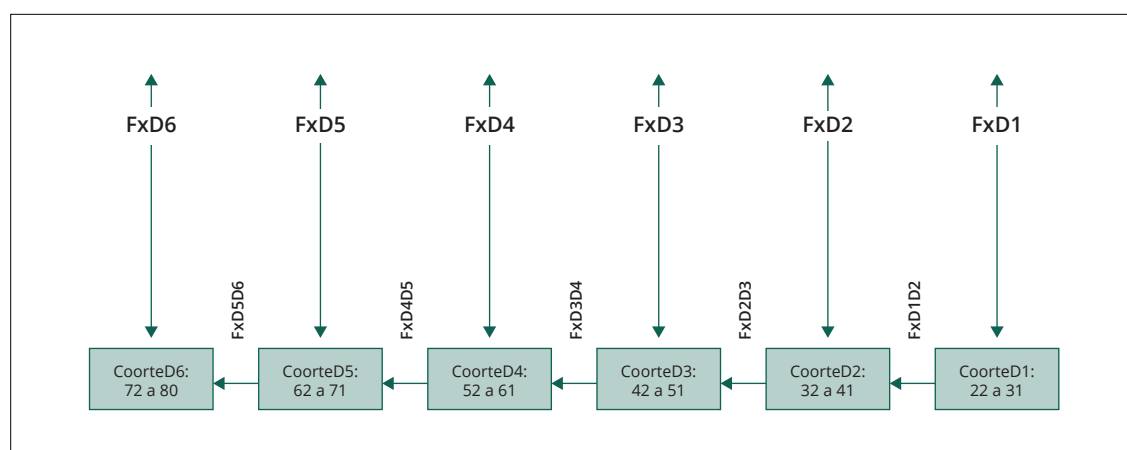 FxD6 FxD5 FxD4 FxD3 FxD2 FxD1
FxD5D6 FxD4D5 FxD3D4 FxD2D3 FxD1D2
CoorteD6: CoorteD5: CoorteD4: CoorteD3: CoorteD2: CoorteD1:
72 a 80 62 a 71 52 a 61 42 a 51 32 a 41 22 a 31